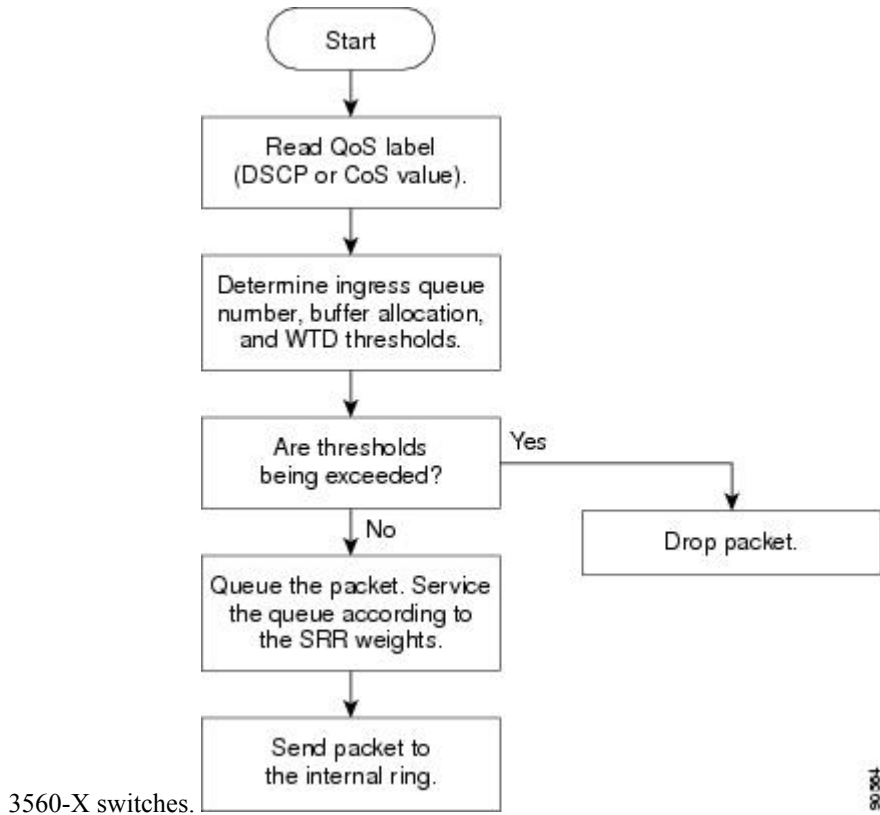 Start
Read QoS label
(DSCP or CoS value).
Determine ingress queue
number, buffer allocation,
and WTD thresholds.
Are thresholds
being exceeded?
Yes
No
Drop packet.
Queue the packet. Service
the queue according to
the SRR weights.
Send packet to
the internal ring.
3560-X switches.
90564